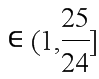 ∈ (1, 25/24]